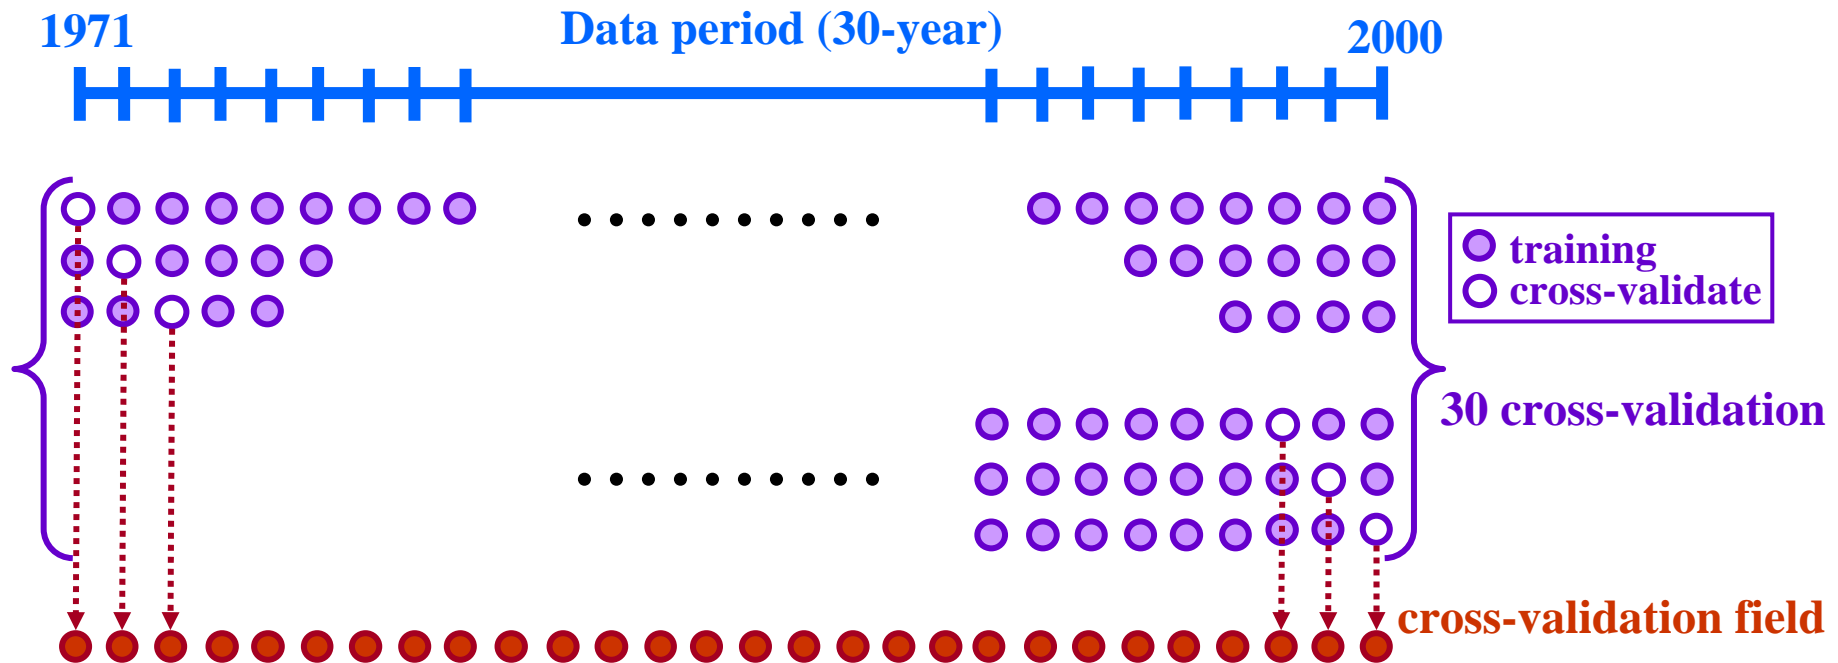 1971
Data period (30-year)
2000
training
cross-validate
30 cross-validation
cross-validation field